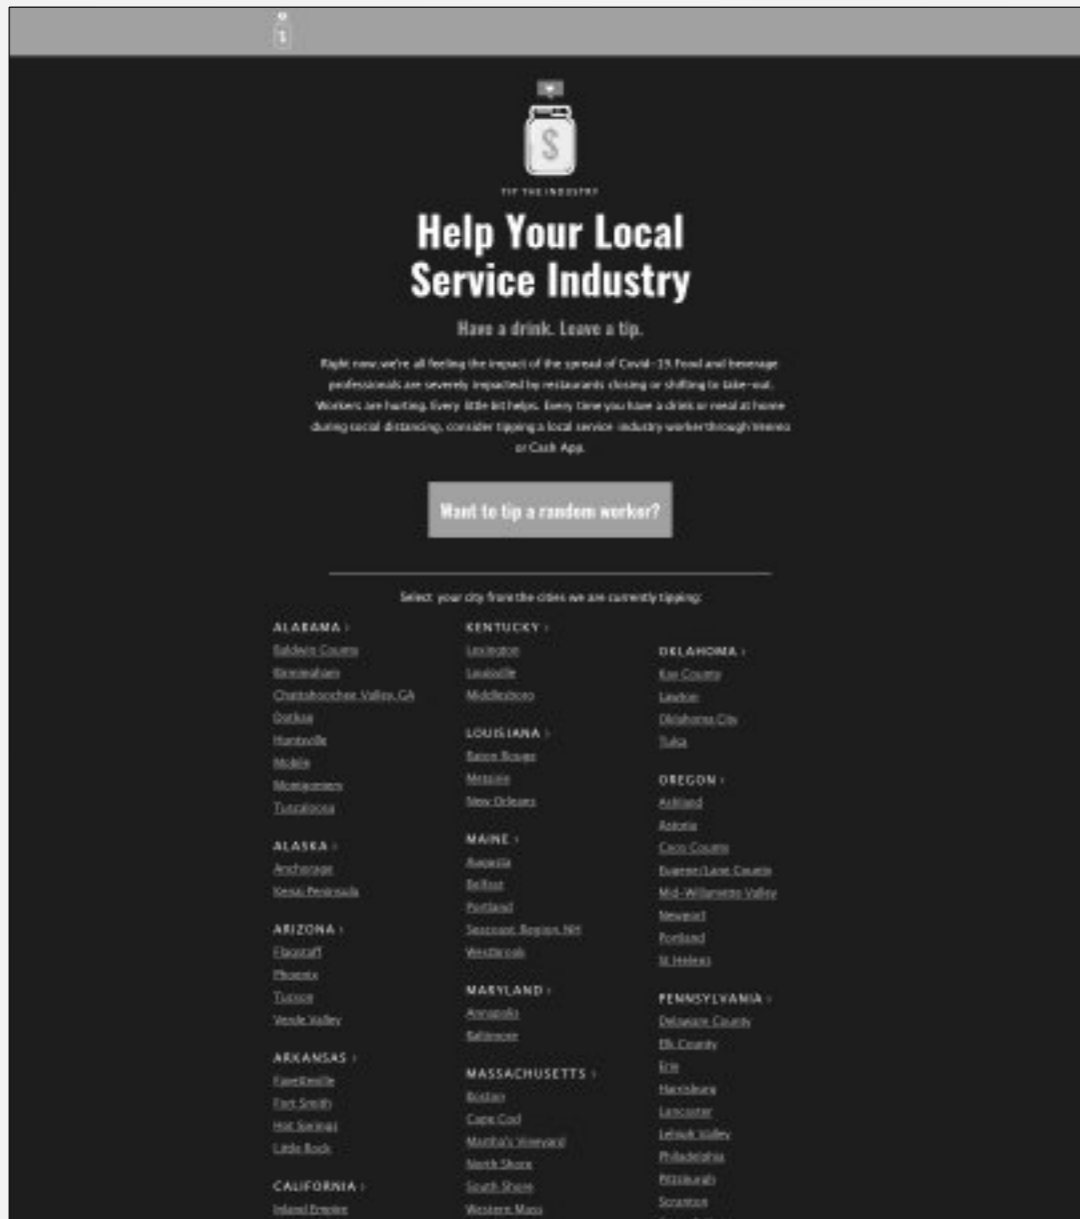 $
TIP THE INDUSTRY
Help Your Local
Service Industry
Have a drink. Leave a tip.
Right now, we're all feeling the impact of the spread of Covid-19. Food and beverage
professionals are severely impacted by restaurants closing or shifting to take-out.
Workers are hurting. Every little bit helps. Every time you have a drink or meal at home
during social distancing, consider tipping a local service industry worker through Venmo
or Cash App.
Want to tip a random worker?
Select your city from the cities we are currently tipping:
ALABAMA ›
Baldwin County
Birmingham
Chattahoochee Valley, GA
Dothan
Huntsville
Mobile
Montgomery
Tuscaloosa
ALASKA ›
Anchorage
Kenai Peninsula
ARIZONA ›
Flagstaff
Phoenix
Tucson
Verde Valley
ARKANSAS ›
Fayetteville
Fort Smith
Hot Springs
Little Rock
CALIFORNIA ›
Inland Empire
KENTUCKY ›
Lexington
Louisville
Middlesboro
LOUISIANA ›
Baton Rouge
Metairie
New Orleans
MAINE ›
Augusta
Belfast
Portland
Seacoast Region, NH
Westbrook
MARYLAND ›
Annapolis
Baltimore
MASSACHUSETTS ›
Boston
Cape Cod
Martha's Vineyard
North Shore
South Shore
Western Mass
OKLAHOMA ›
Kay County
Lawton
Oklahoma City
Tulsa
OREGON ›
Ashland
Astoria
Coos County
Eugene/Lane County
Mid-Willamette Valley
Newport
Portland
St Helens
PENNSYLVANIA ›
Delaware County
Elk County
Erie
Harrisburg
Lancaster
Lehigh Valley
Philadelphia
Pittsburgh
Scranton